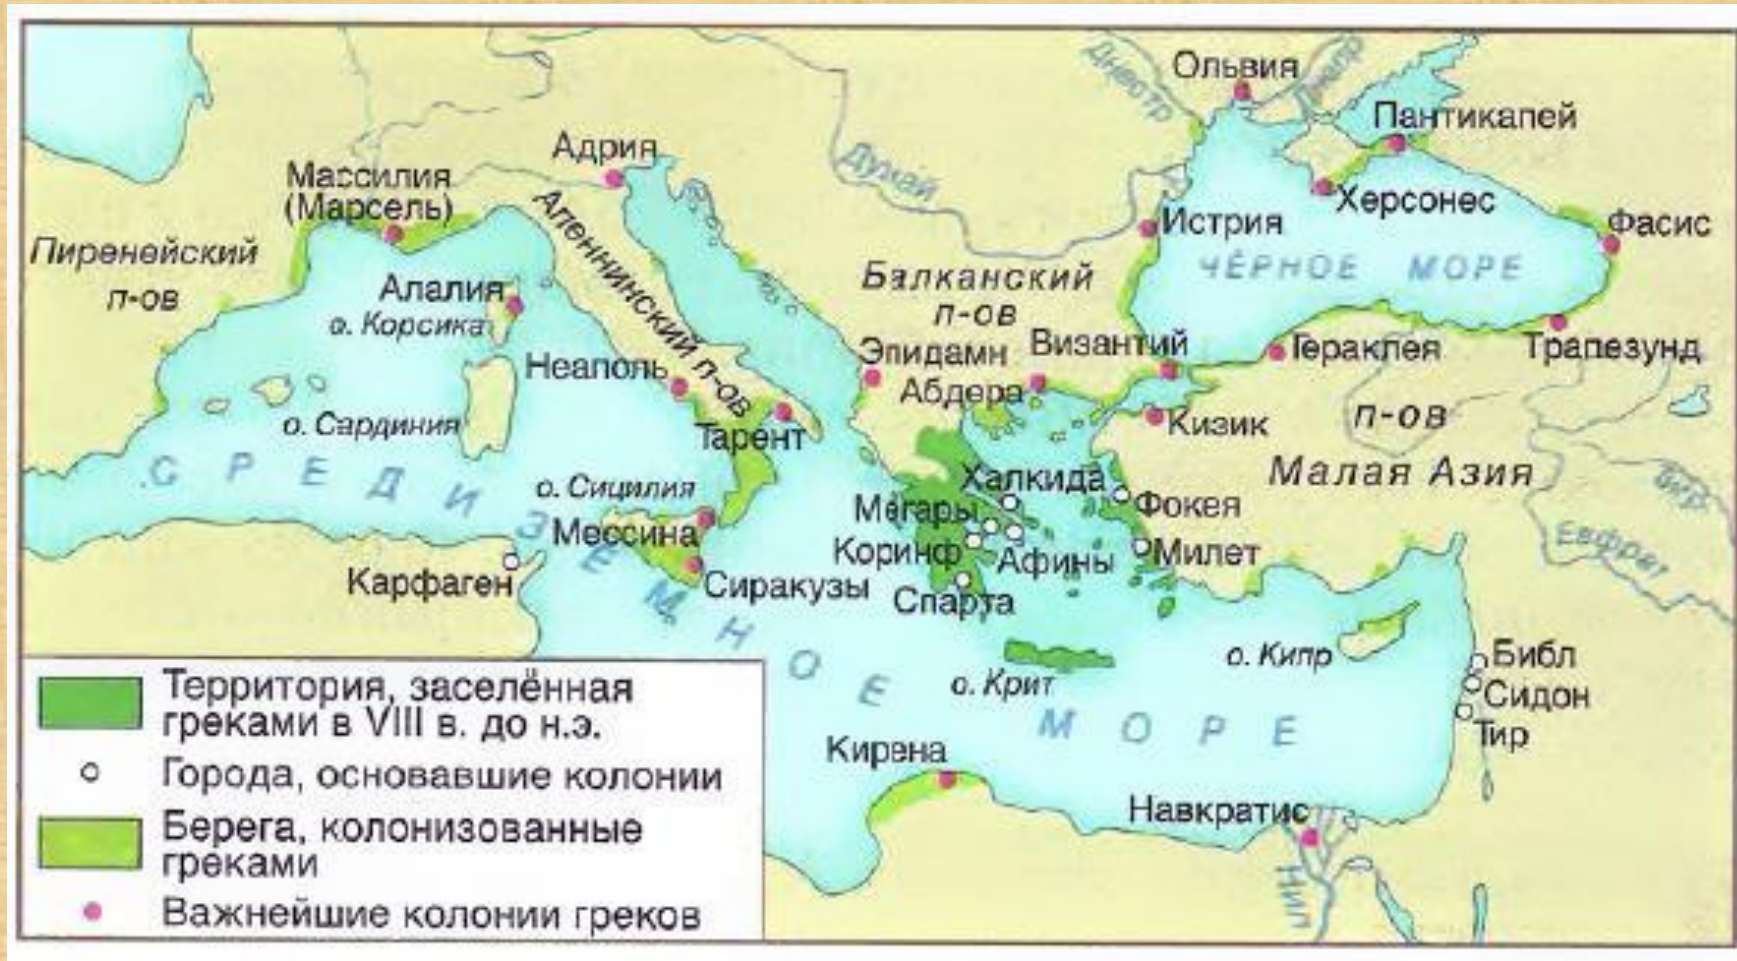 Ольвия
Днестр
Днепр
Пантикапей
Адрия
Дунай
Массилия
(Марсель)
Херсонес
Истрия
Фасис
Пиренейский
п-ов
Апеннинский п-ов
ЧЁРНОЕ МОРЕ
Балканский
п-ов
Алалия
о. Корсика
Эпидамн
Византий
Гераклея
Трапезунд
Неаполь
Абдера
Кизик
п-ов
Малая Азия
о. Сардиния
Тарент
СРЕДИЗЕМНОЕ МОРЕ
о. Сицилия
Халкида
Фокея
Тигр
Мессина
Мегары
Коринф
Афины
Милет
Евфрат
Карфаген
Сиракузы
Спарта
о. Крит
о. Кипр
Библ
Сидон
Тир
Кирена
Навкратис
Нил
Территория, заселённая
греками в VIII в. до н.э.
Города, основавшие колонии
Берега, колонизованные
греками
Важнейшие колонии греков